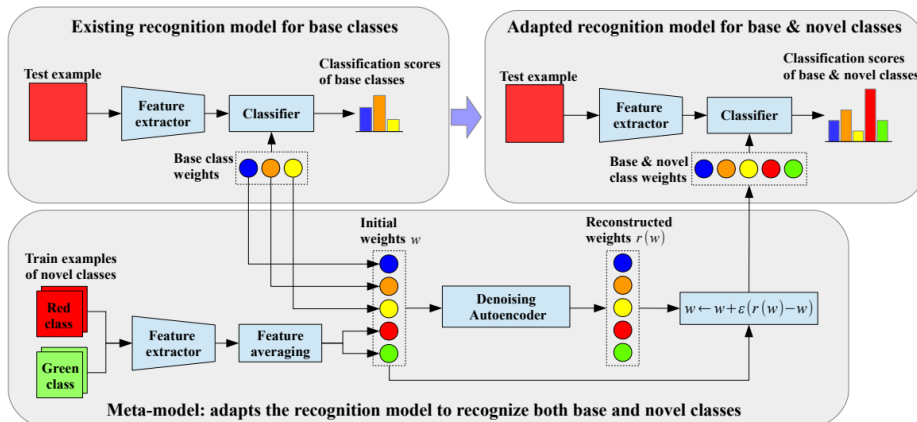 Existing recognition model for base classes
Test example
Feature
extractor
Classifier
Classification scores
of base classes
Base class
weights
Adapted recognition model for base & novel classes
Test example
Feature
extractor
Classifier
Classification scores
of base & novel classes
Base & novel
class weights
Train examples
of novel classes
Red
class
Green
class
Feature
extractor
Feature
averaging
Initial
weights w
Denoising
Autoencoder
Reconstructed
weights r(w)
w←w+ε(r(w)−w)
Meta-model: adapts the recognition model to recognize both base and novel classes